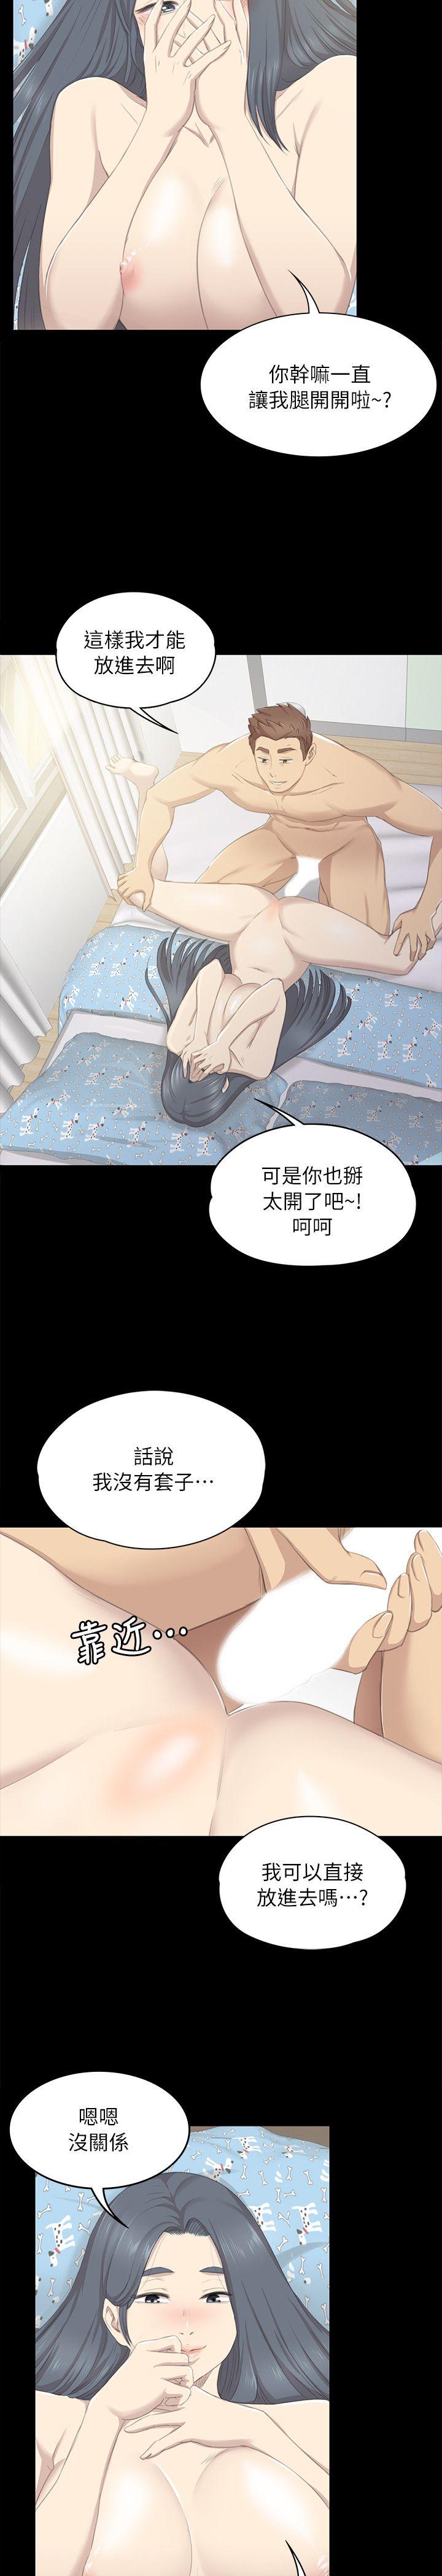 你幹嘛一直
讓我腿開開啦~?
這樣我才能
放進去啊
可是你也掰
太開了吧~!
呵呵
話說
我沒有套子⋯
靠近⋯
我可以直接
放進去嗎⋯?
嗯嗯
沒關係